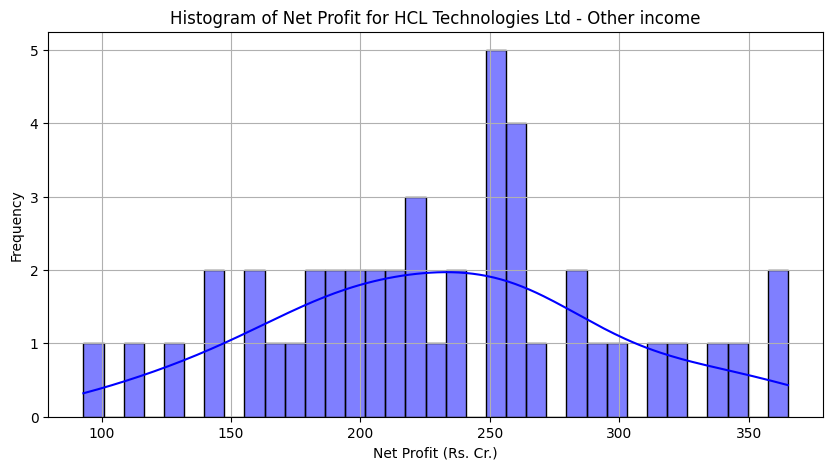 Histogram of Net Profit for HCL Technologies Ltd - Other income
5
4
3
2
1
0
Frequency
100 150 200 250 300 350
Net Profit (Rs. Cr.)